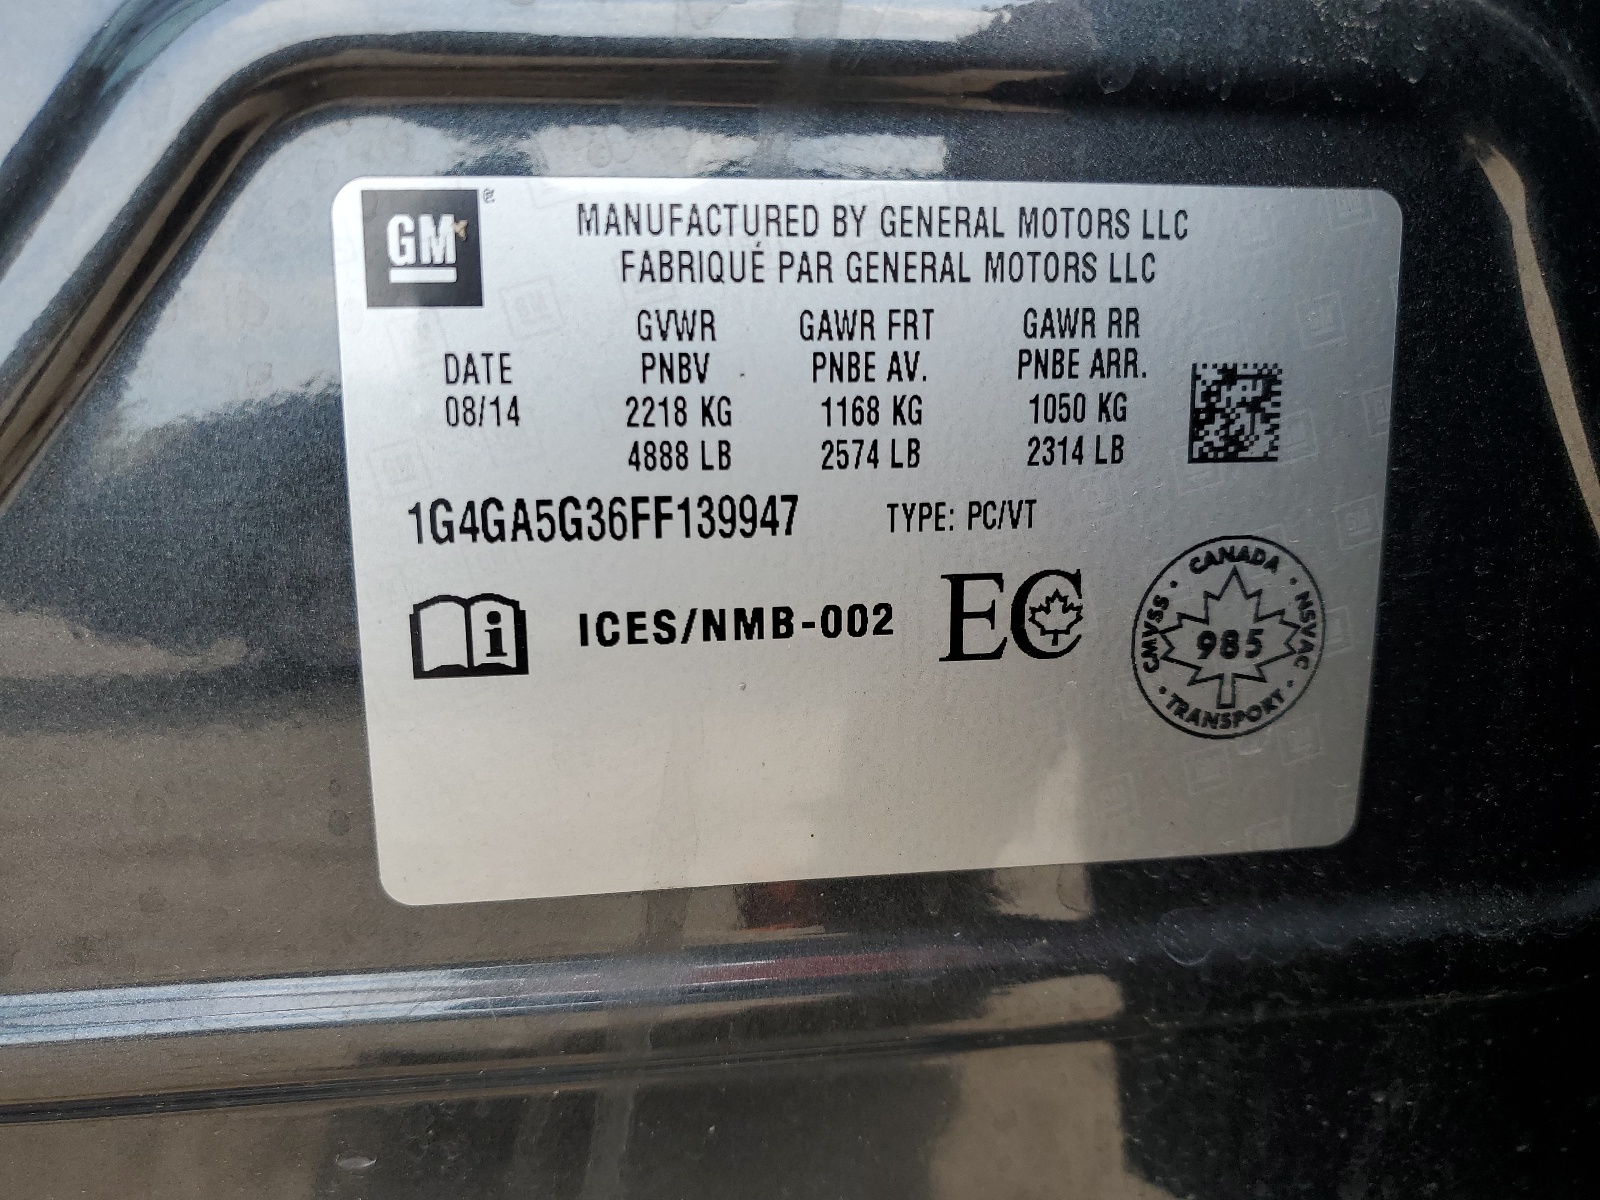 GM
MANUFACTURED BY GENERAL MOTORS LLC
FABRIQUÉ PAR GENERAL MOTORS LLC
GVWR GAWR FRT GAWR RR
DATE PNBV PNBE AV. PNBE ARR.
08/14 2218 KG 1168 KG 1050 KG
4888 LB 2574 LB 2314 LB
1G4GA5G36FF139947 TYPE: PC/VT
i ICES/NMB-002 EC
CANADA
CMVSS 985 NSVAC
TRANSPORT